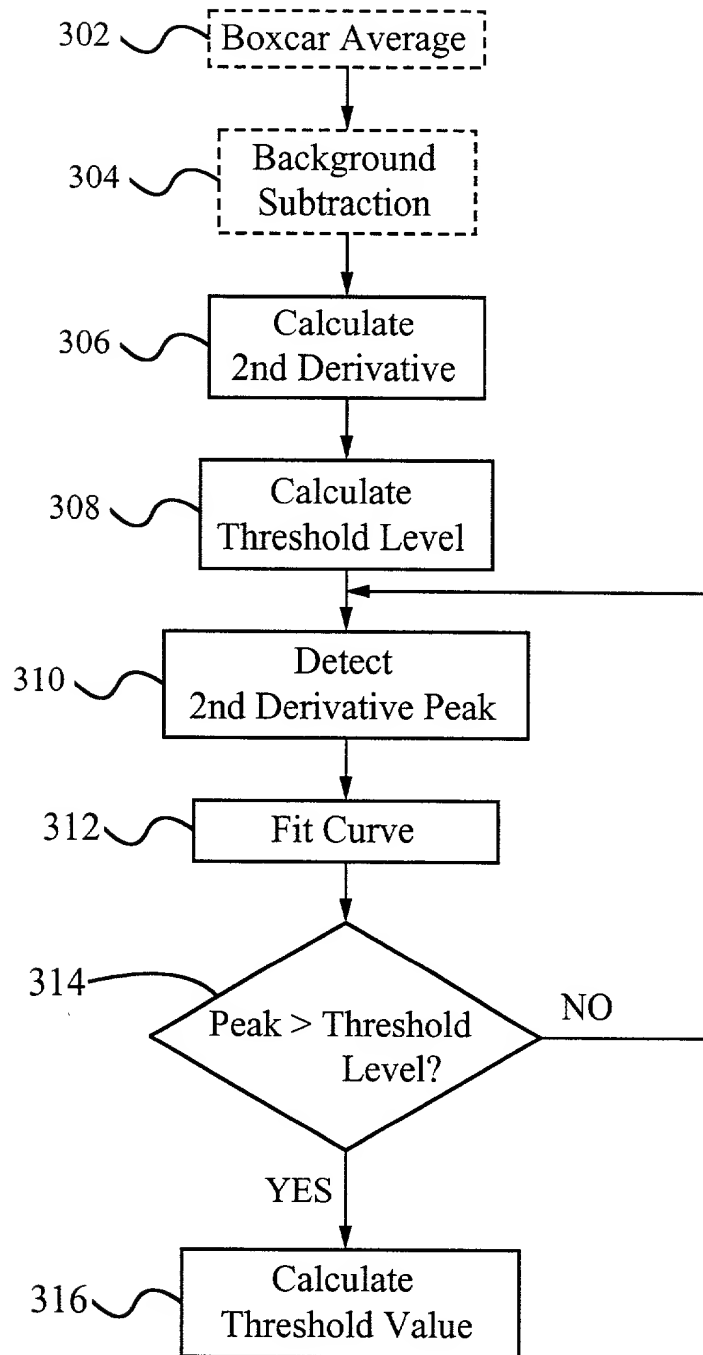 302
Boxcar Average
304
Background
Subtraction
306
Calculate
2nd Derivative
308
Calculate
Threshold Level
310
Detect
2nd Derivative Peak
312
Fit Curve
314
Peak > Threshold
Level?
NO
YES
316
Calculate
Threshold Value